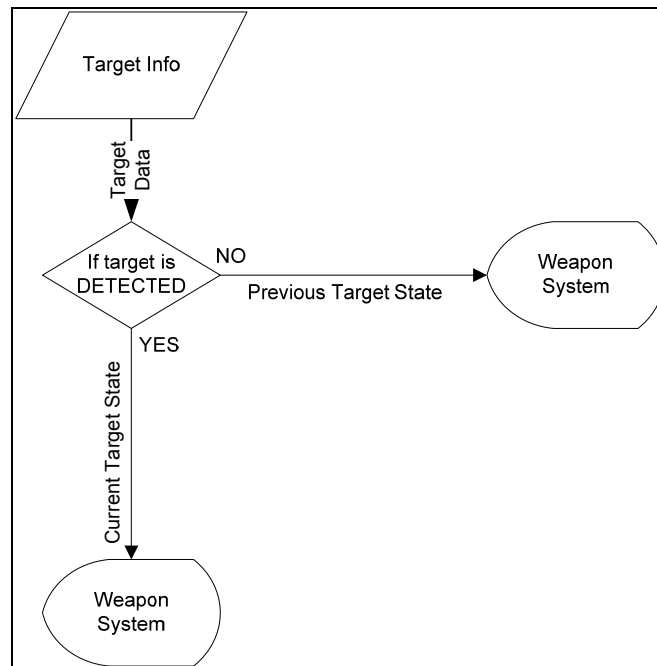 Target Info
Target
Data
If target is
DETECTED
NO
Previous Target State
Weapon
System
YES
Current Target State
Weapon
System